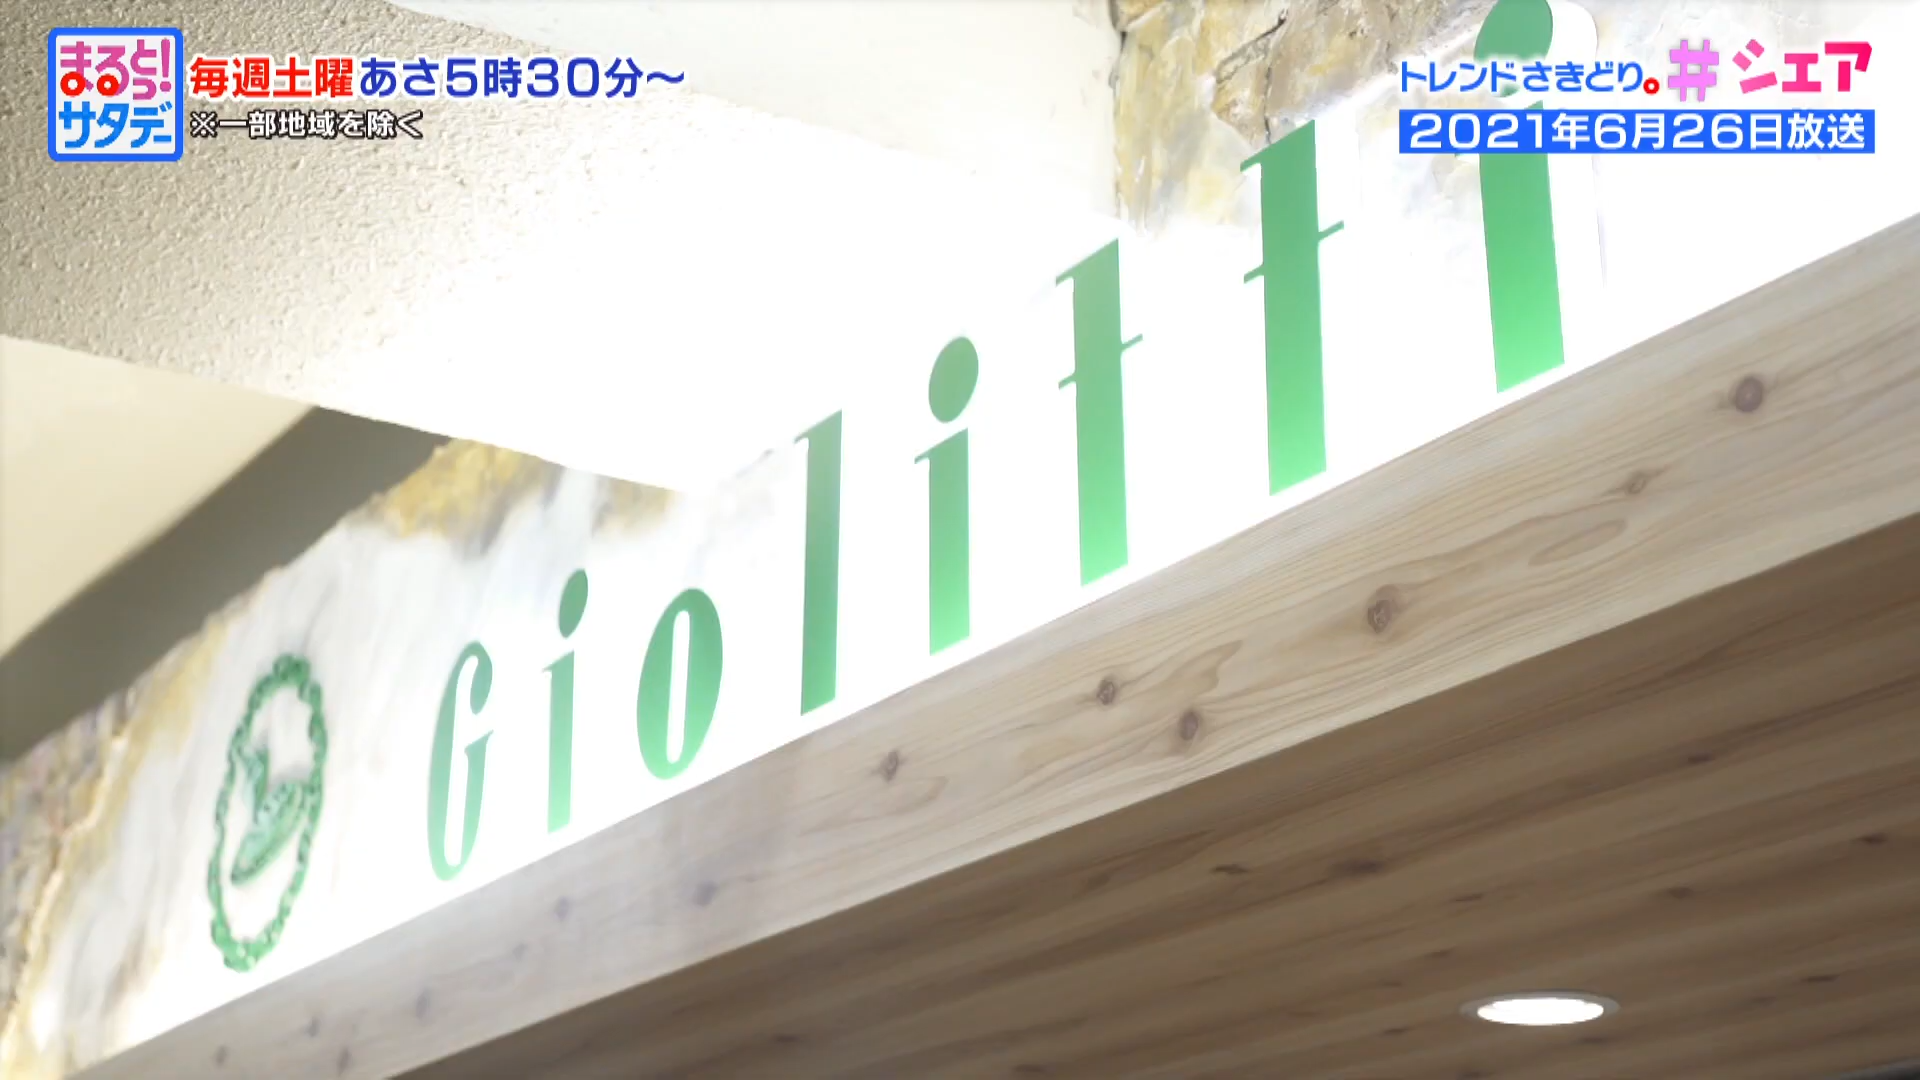 まるっと!
サタデー
毎週土曜あさ5時30分～
※一部地域を除く
トレンドさきどり。#シェア
2021年6月26日放送
Giolitti